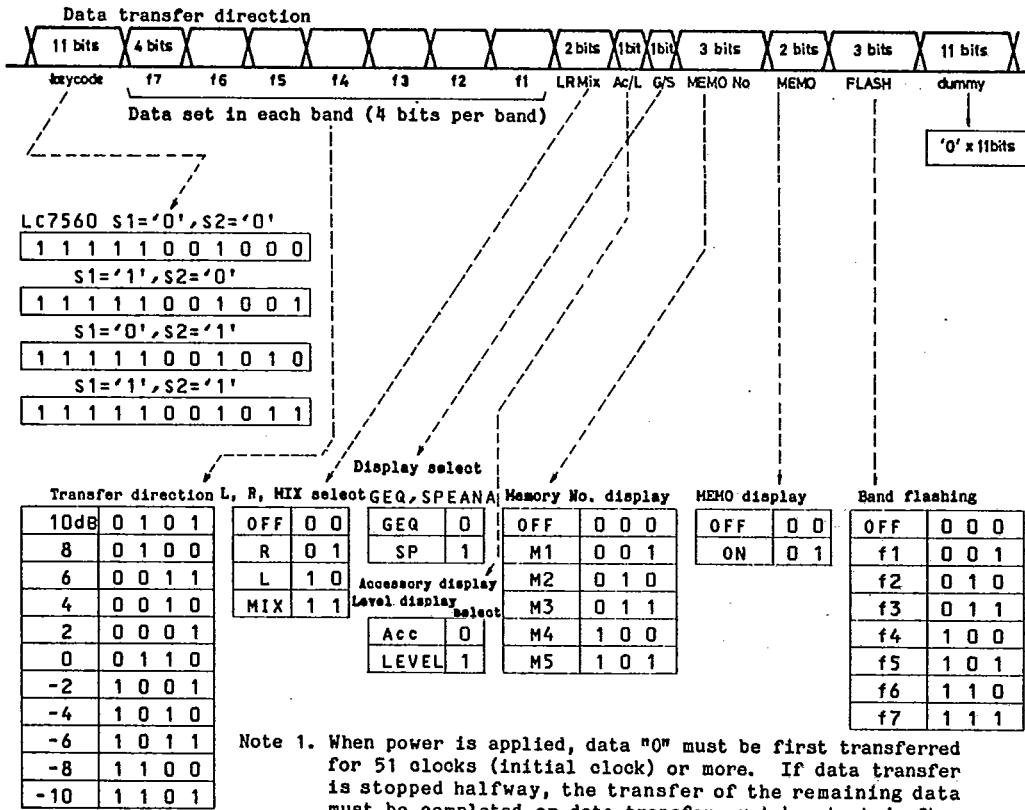 Data transfer direction
11 bits 4 bits 2 bits 1bit 1bit 3 bits 2 bits 3 bits 11 bits
keycode f7 f6 f5 f4 f3 f2 f1 LRMix Ac/L G/S MEMO No MEMO FLASH dummy
Data set in each band (4 bits per band)
'0' x 11bits
LC7560 S1='0',S2='0'
1 1 1 1 1 0 0 1 0 0 0
S1='1',S2='0'
1 1 1 1 1 0 0 1 0 0 1
S1='0',S2='1'
1 1 1 1 1 0 0 1 0 1 0
S1='1',S2='1'
1 1 1 1 1 0 0 1 0 1 1
Transfer direction
10dB 0 1 0 1
8 0 1 0 0
6 0 0 1 1
4 0 0 1 0
2 0 0 0 1
0 0 1 1 0
-2 1 0 0 1
-4 1 0 1 0
-6 1 0 1 1
-8 1 1 0 0
-10 1 1 0 1
L, R, MIX select
OFF 0 0
R 0 1
L 1 0
MIX 1 1
Display select
GEQ,SPEANA
GEQ 0
SP 1
Accessory display
Level display select
Acc 0
LEVEL 1
Memory No. display
OFF 0 0 0
M1 0 0 1
M2 0 1 0
M3 0 1 1
M4 1 0 0
M5 1 0 1
MEMO display
OFF 0 0
ON 0 1
Band flashing
OFF 0 0 0
f1 0 0 1
f2 0 1 0
f3 0 1 1
f4 1 0 0
f5 1 0 1
f6 1 1 0
f7 1 1 1
Note 1. When power is applied, data "0" must be first transferred
for 51 clocks (initial clock) or more. If data transfer
is stopped halfway, the transfer of the remaining data